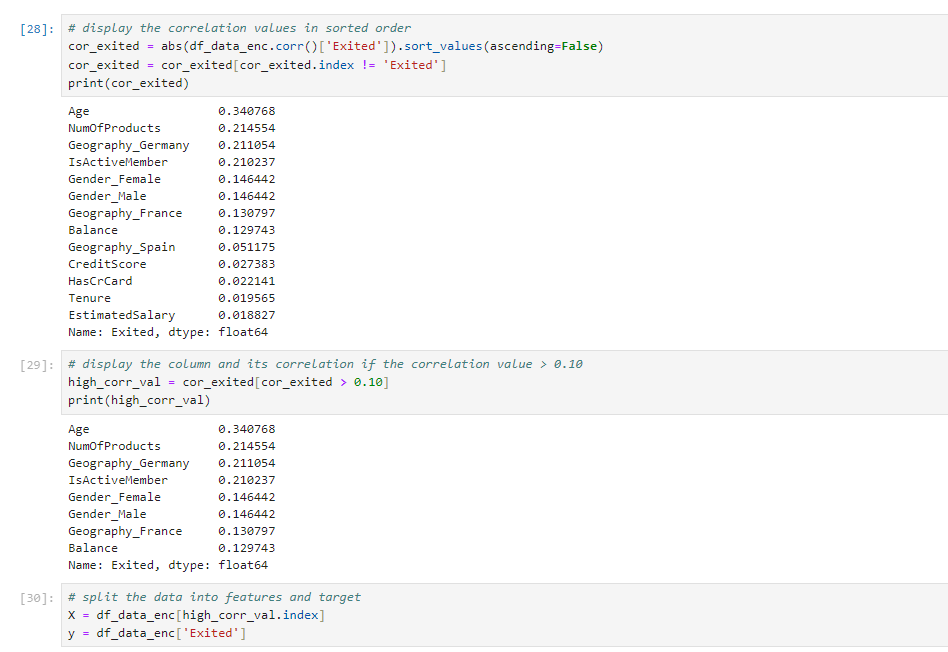 [28]: # display the correlation values in sorted order
cor_exited = abs(df_data_enc.corr()['Exited']).sort_values(ascending=False)
cor_exited = cor_exited[cor_exited.index != 'Exited']
print(cor_exited)
Age 0.340768
NumOfProducts 0.214554
Geography_Germany 0.211054
IsActiveMember 0.210237
Gender_Female 0.146442
Gender_Male 0.146442
Geography_France 0.130797
Balance 0.129743
Geography_Spain 0.051175
CreditScore 0.027383
HasCrCard 0.022141
Tenure 0.019565
EstimatedSalary 0.018827
Name: Exited, dtype: float64
[29]: # display the column and its correlation if the correlation value > 0.10
high_corr_val = cor_exited[cor_exited > 0.10]
print(high_corr_val)
Age 0.340768
NumOfProducts 0.214554
Geography_Germany 0.211054
IsActiveMember 0.210237
Gender_Female 0.146442
Gender_Male 0.146442
Geography_France 0.130797
Balance 0.129743
Name: Exited, dtype: float64
[30]: # split the data into features and target
X = df_data_enc[high_corr_val.index]
y = df_data_enc['Exited']